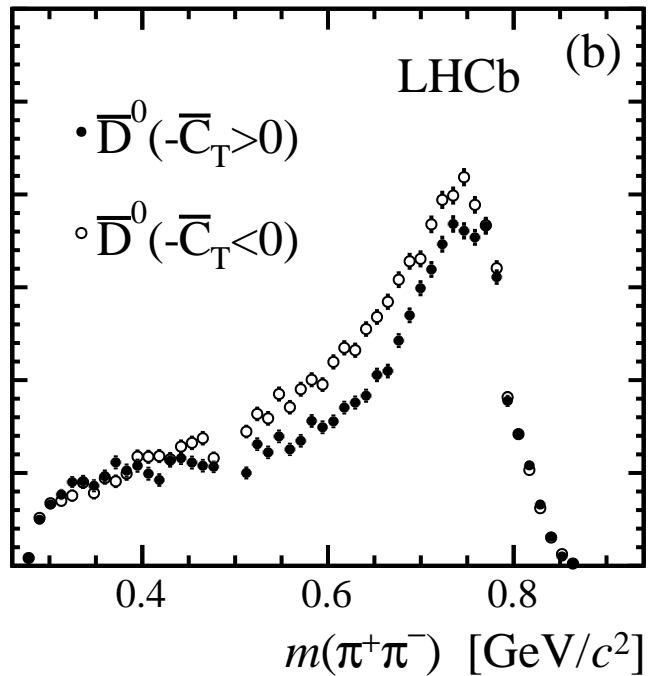 (b)
LHCb
D̅⁰(-C̅_T>0)
D̅⁰(-C̅_T<0)
0.4 0.6 0.8
m(π⁺π⁻) [GeV/c²]